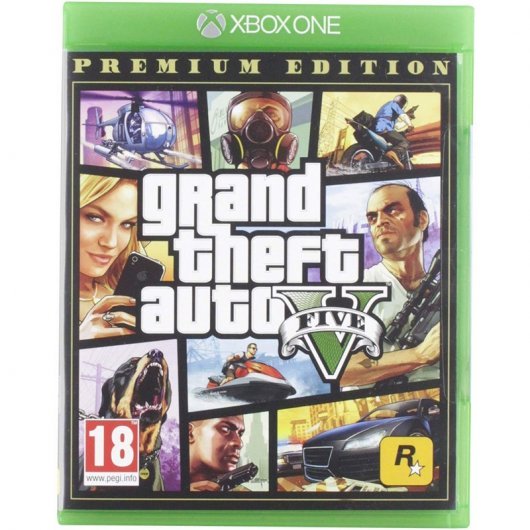 XBOX ONE
PREMIUM EDITION
grand
theft
auto V
FIVE
18
www.pegi.info
R